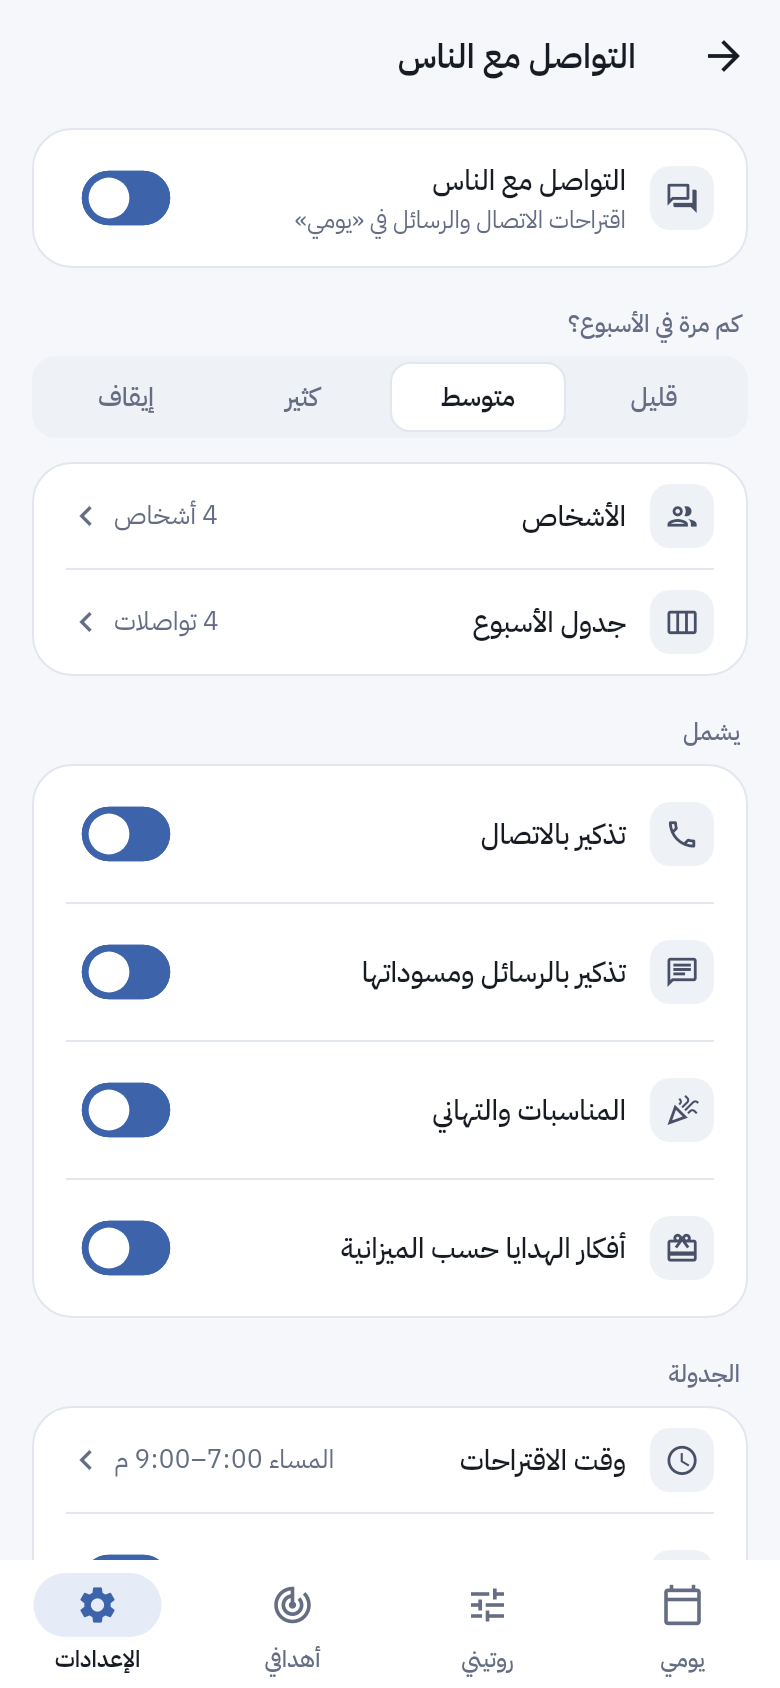 التواصل مع الناس
التواصل مع الناس
اقتراحات الاتصال والرسائل في «يومي»
كم مرة في الأسبوع؟
قليل
متوسط
كثير
إيقاف
الأشخاص
4 أشخاص
جدول الأسبوع
4 تواصلات
يشمل
تذكير بالاتصال
تذكير بالرسائل ومسوداتها
المناسبات والتهاني
أفكار الهدايا حسب الميزانية
الجدولة
وقت الاقتراحات
المساء 7:00–9:00 م
يومي
روتيني
أهدافي
الإعدادات